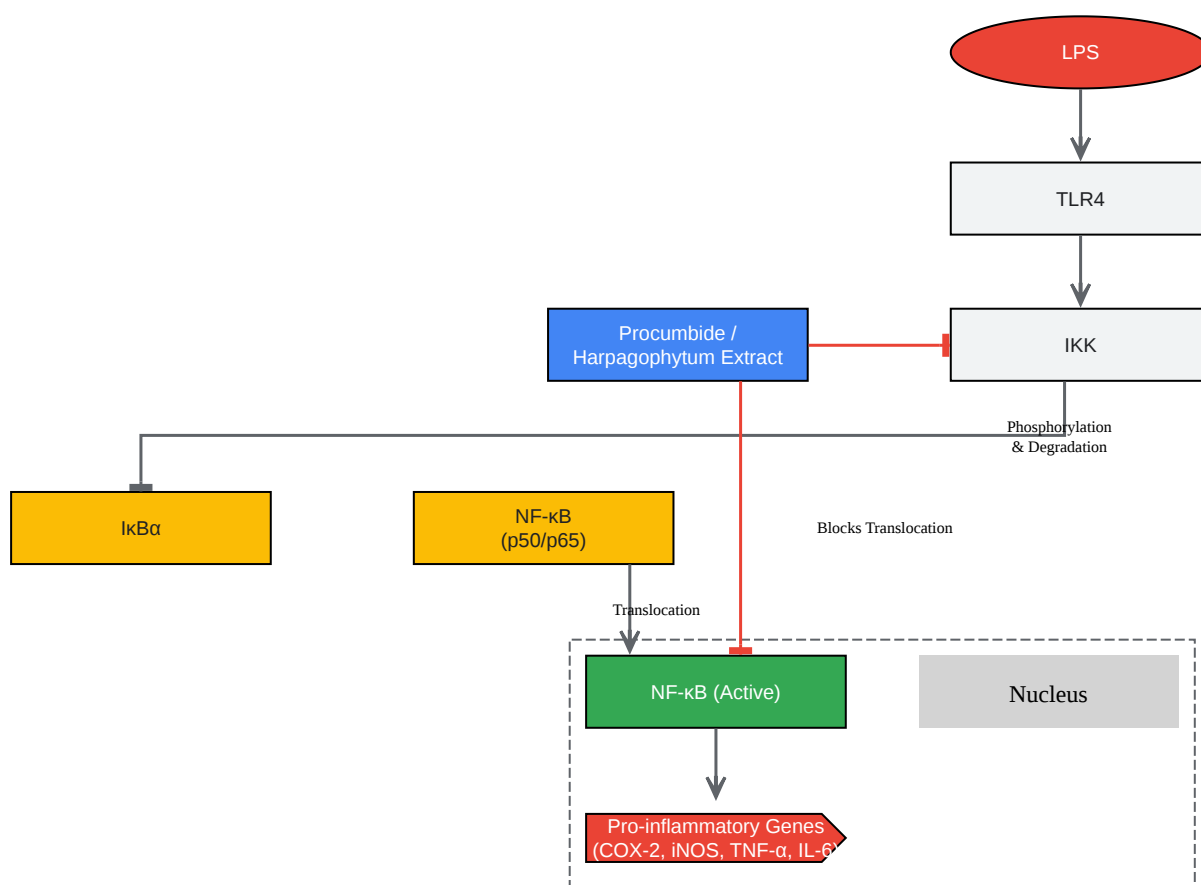 LPS
TLR4
Procumbide /
Harpagophytum Extract
IKK
Phosphorylation
& Degradation
IκBα
NF-κB
(p50/p65)
Blocks Translocation
Translocation
NF-κB (Active)
Nucleus
Pro-inflammatory Genes
(COX-2, iNOS, TNF-α, IL-6)